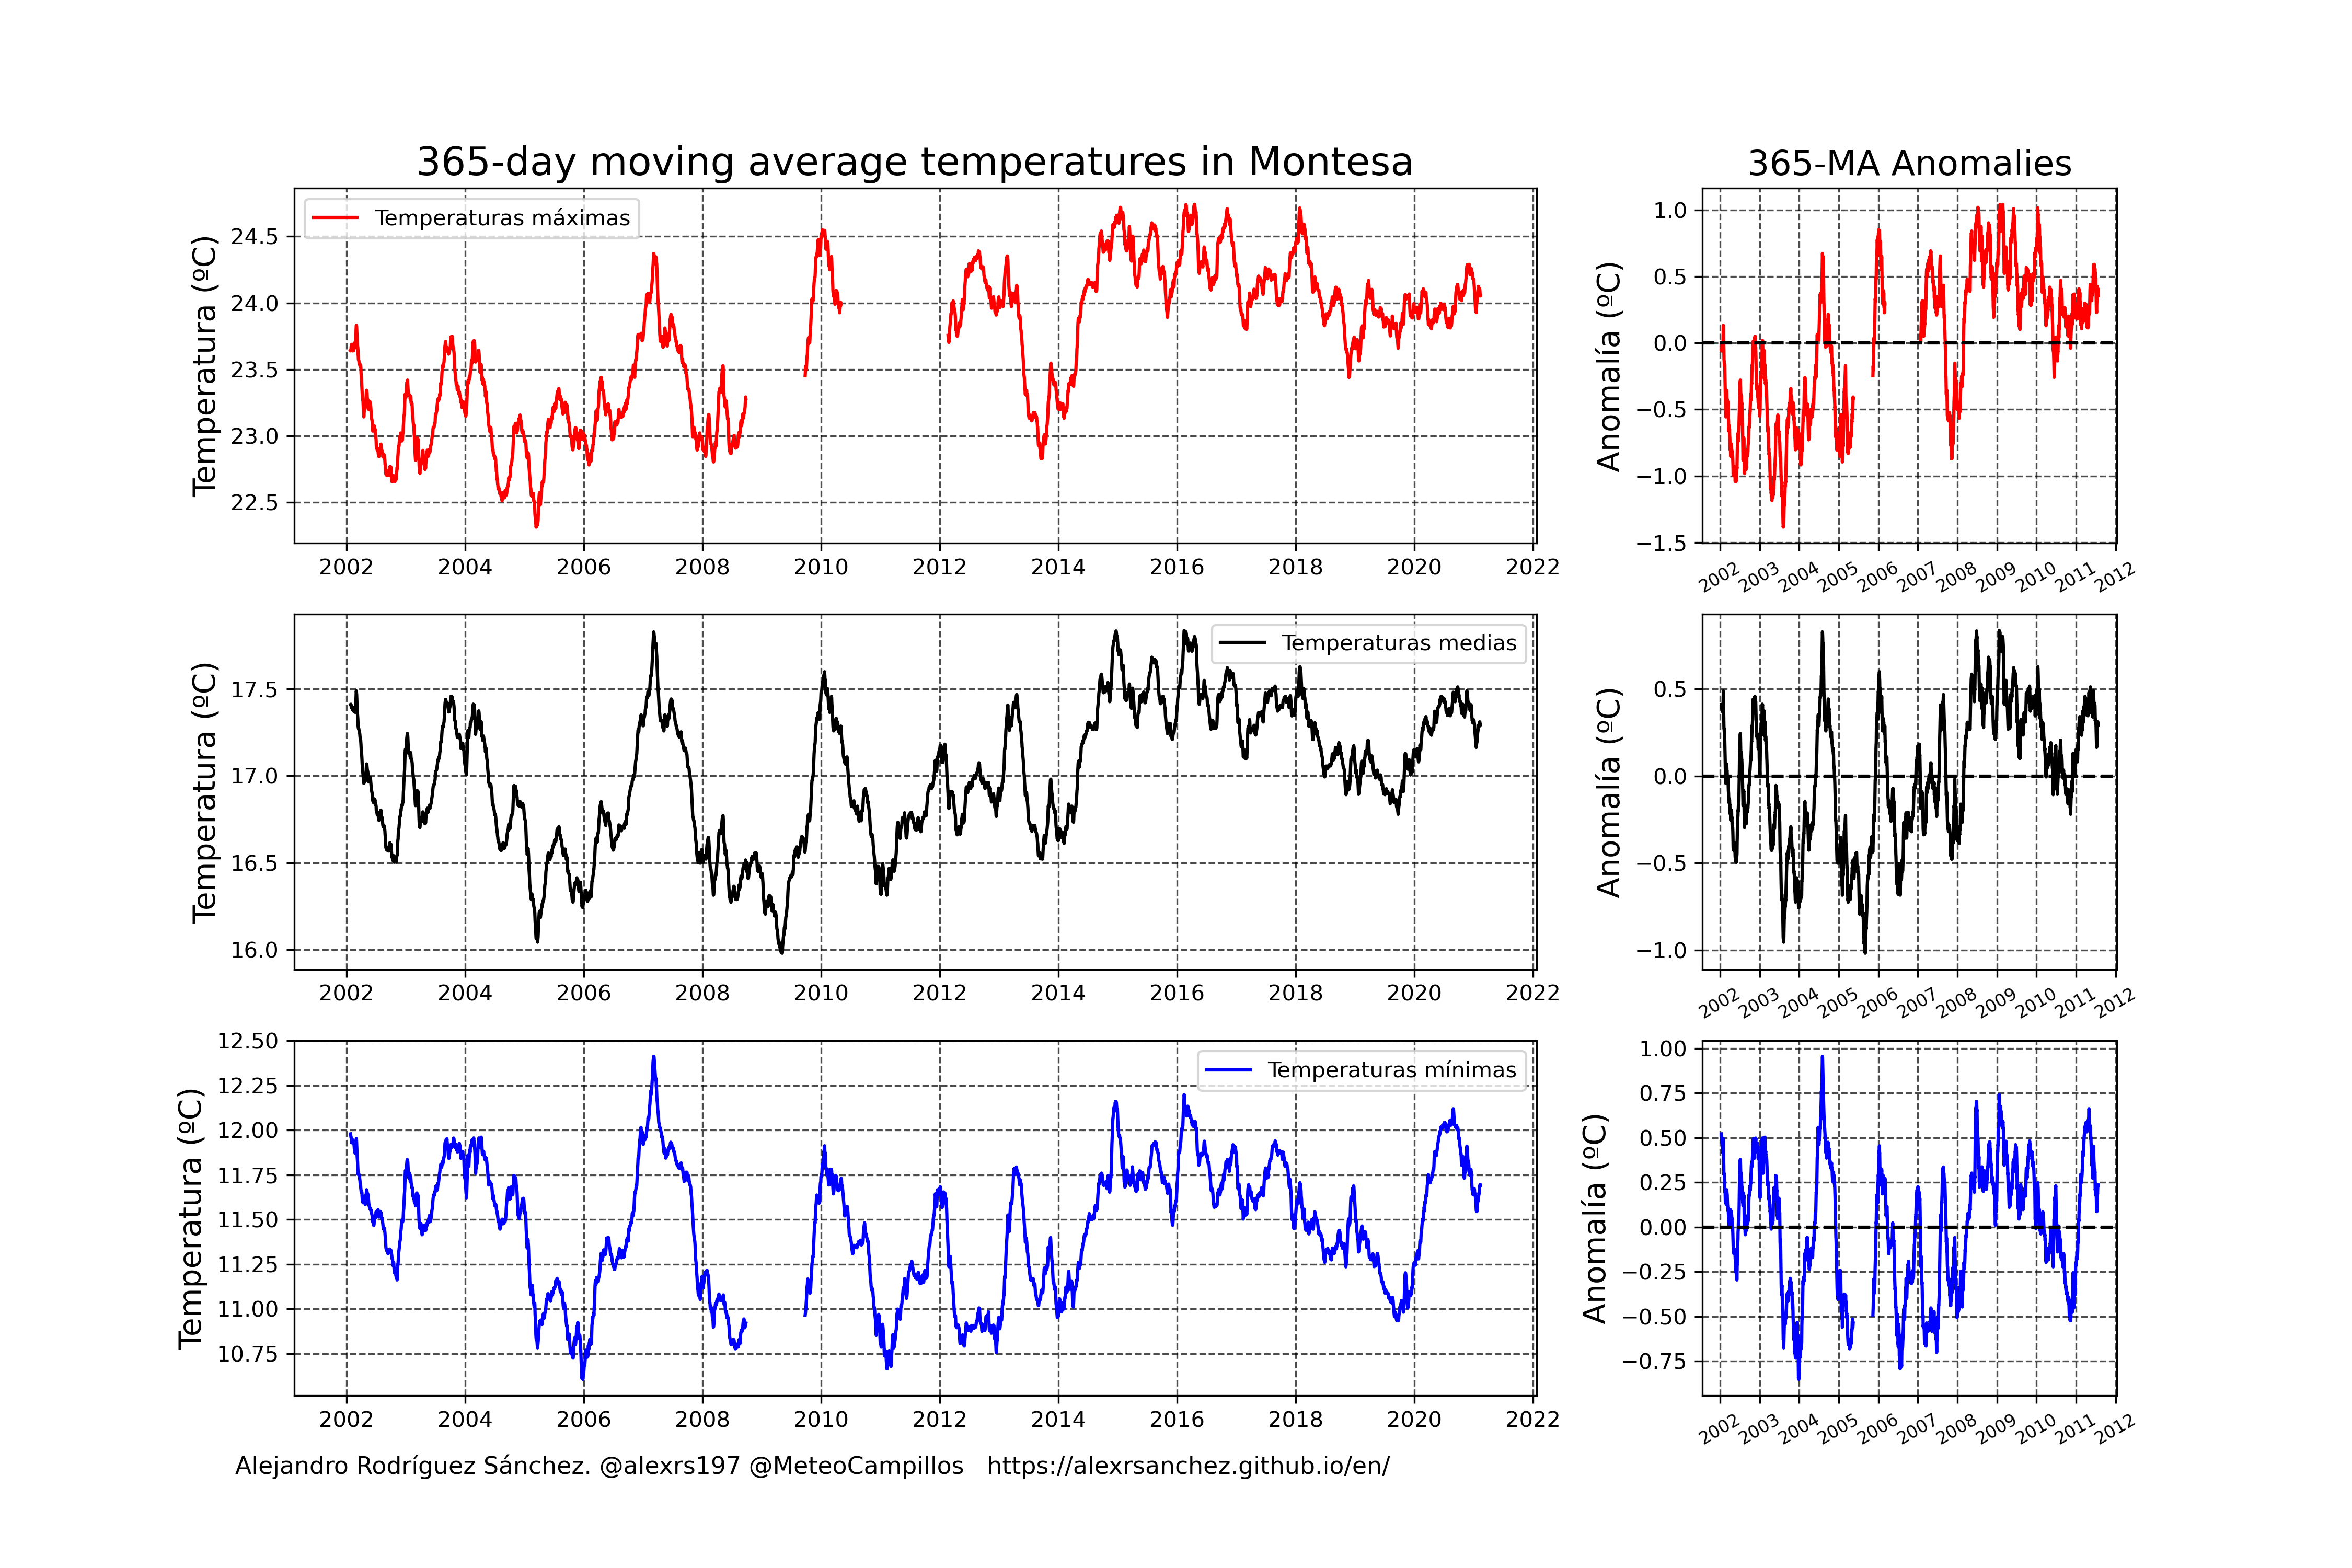 365-day moving average temperatures in Montesa
365-MA Anomalies
Temperatura (ºC)
24.5
24.0
23.5
23.0
22.5
Temperaturas máximas
2002 2004 2006 2008 2010 2012 2014 2016 2018 2020 2022
Anomalía (ºC)
1.0
0.5
0.0
−0.5
−1.0
−1.5
2002 2003 2004 2005 2006 2007 2008 2009 2010 2011 2012
Temperatura (ºC)
17.5
17.0
16.5
16.0
Temperaturas medias
2002 2004 2006 2008 2010 2012 2014 2016 2018 2020 2022
Anomalía (ºC)
0.5
0.0
−0.5
−1.0
2002 2003 2004 2005 2006 2007 2008 2009 2010 2011 2012
Temperatura (ºC)
12.50
12.25
12.00
11.75
11.50
11.25
11.00
10.75
Temperaturas mínimas
2002 2004 2006 2008 2010 2012 2014 2016 2018 2020 2022
Anomalía (ºC)
1.00
0.75
0.50
0.25
0.00
−0.25
−0.50
−0.75
2002 2003 2004 2005 2006 2007 2008 2009 2010 2011 2012
Alejandro Rodríguez Sánchez. @alexrs197 @MeteoCampillos https://alexrsanchez.github.io/en/